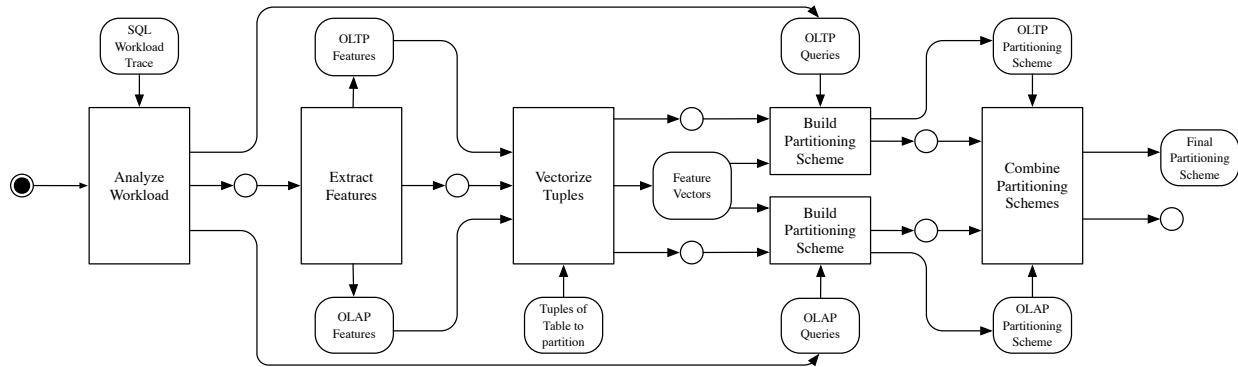 SQL
Workload
Trace
OLTP
Features
OLTP
Queries
OLTP
Partitioning
Scheme
Analyze
Workload
Extract
Features
Vectorize
Tuples
Feature
Vectors
Build
Partitioning
Scheme
Build
Partitioning
Scheme
Combine
Partitioning
Schemes
Final
Partitioning
Scheme
OLAP
Features
Tuples of
Table to
partition
OLAP
Queries
OLAP
Partitioning
Scheme